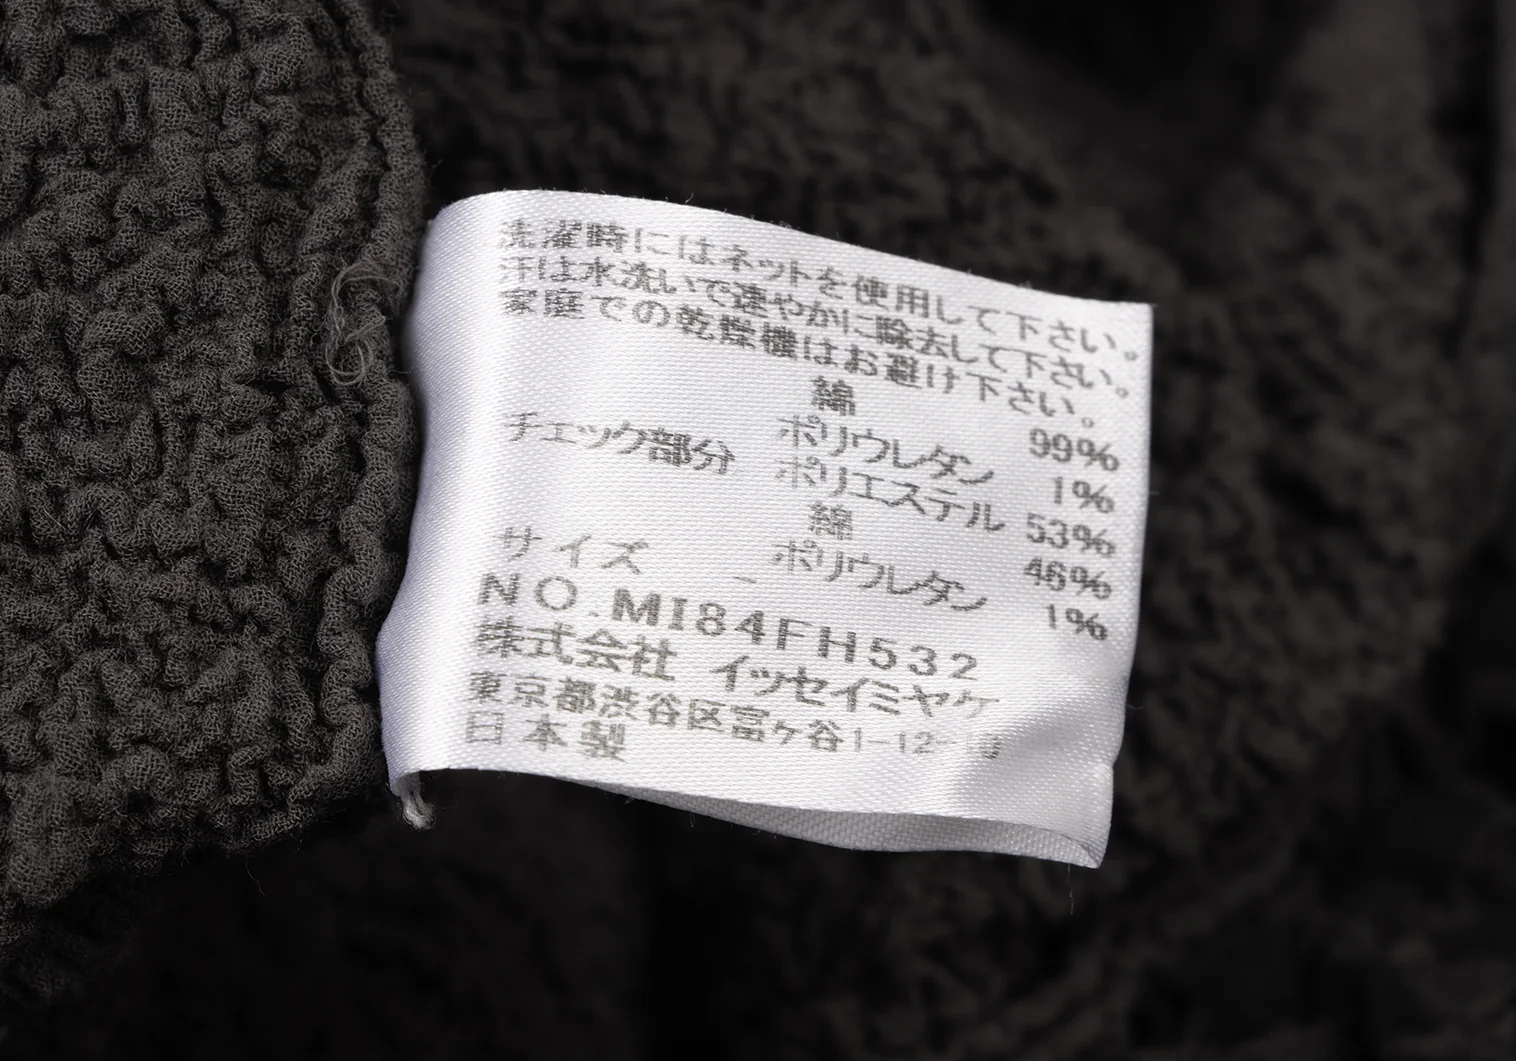 洗濯時にはネットを使用して下さい。
汗は水洗いで速やかに除去して下さい。
家庭での乾燥機はお避け下さい。
綿 99%
ポリウレタン 1%
チェック部分 ポリエステル 53%
綿 46%
ポリウレタン 1%
サイズ -
NO.MI84FH532
株式会社 イッセイミヤケ
東京都渋谷区富ヶ谷1-12-10
日本製